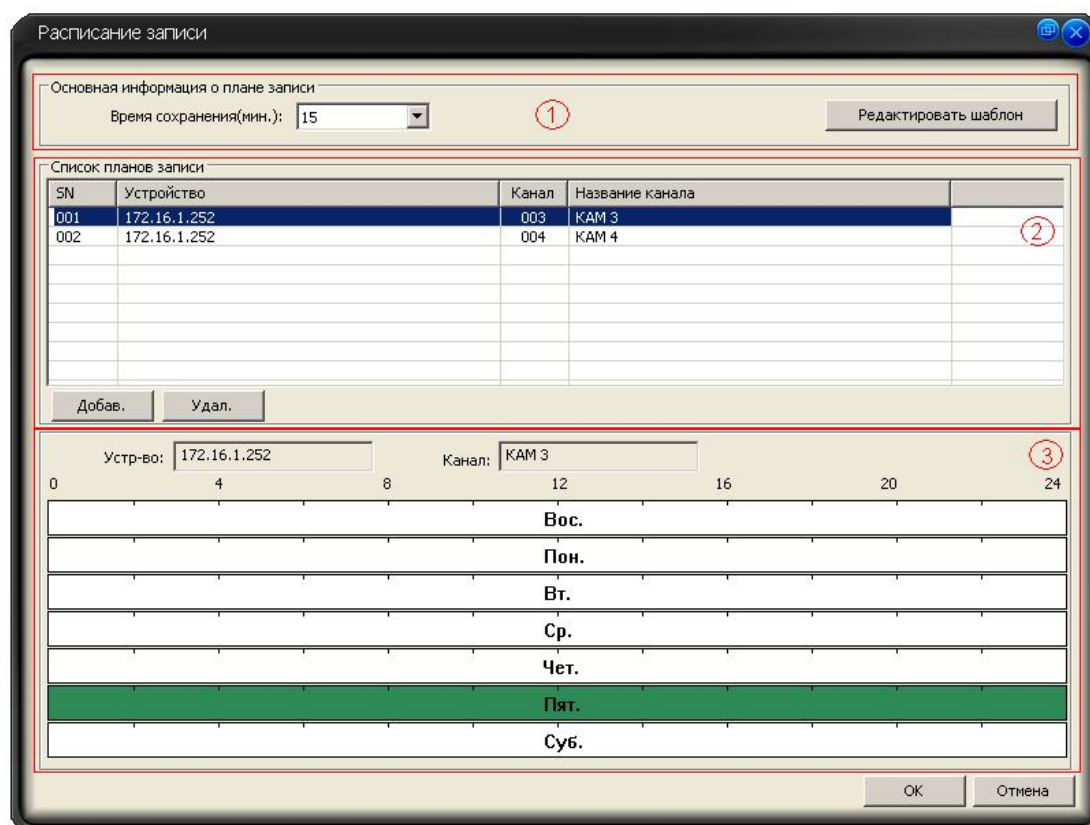 Расписание записи
Основная информация о плане записи
Время сохранения(мин.): 15 1 Редактировать шаблон
Список планов записи
SN Устройство Канал Название канала
001 172.16.1.252 003 КАМ 3
002 172.16.1.252 004 КАМ 4
2
Добав. Удал.
Устр-во: 172.16.1.252 Канал: КАМ 3 3
0 4 8 12 16 20 24
Вос.
Пон.
Вт.
Ср.
Чет.
Пят.
Суб.
OK Отмена